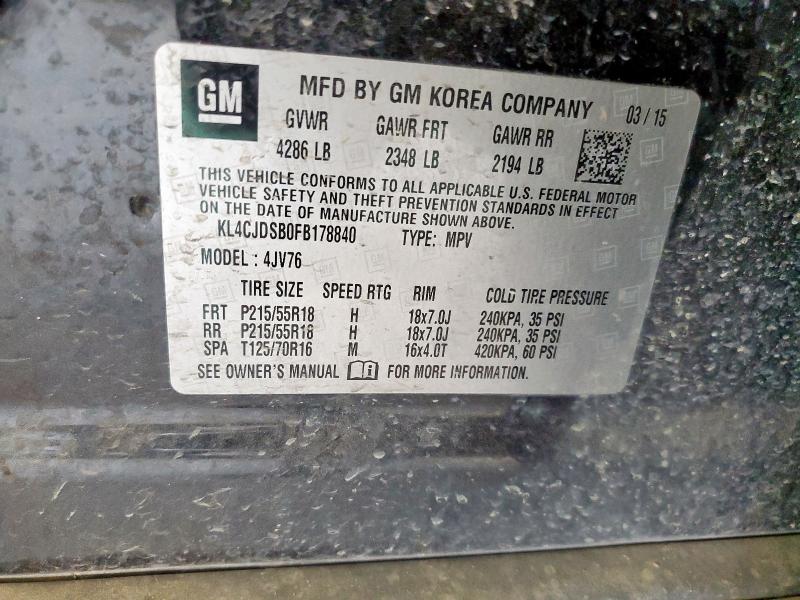 GM
MFD BY GM KOREA COMPANY 03 / 15
GVWR GAWR FRT GAWR RR
4286 LB 2348 LB 2194 LB
THIS VEHICLE CONFORMS TO ALL APPLICABLE U.S. FEDERAL MOTOR
VEHICLE SAFETY AND THEFT PREVENTION STANDARDS IN EFFECT
ON THE DATE OF MANUFACTURE SHOWN ABOVE.
KL4CJDSB0FB178840 TYPE: MPV
MODEL : 4JV76
TIRE SIZE SPEED RTG RIM COLD TIRE PRESSURE
FRT P215/55R18 H 18x7.0J 240KPA, 35 PSI
RR P215/55R18 H 18x7.0J 240KPA, 35 PSI
SPA T125/70R16 M 16x4.0T 420KPA, 60 PSI
SEE OWNER'S MANUAL i FOR MORE INFORMATION.